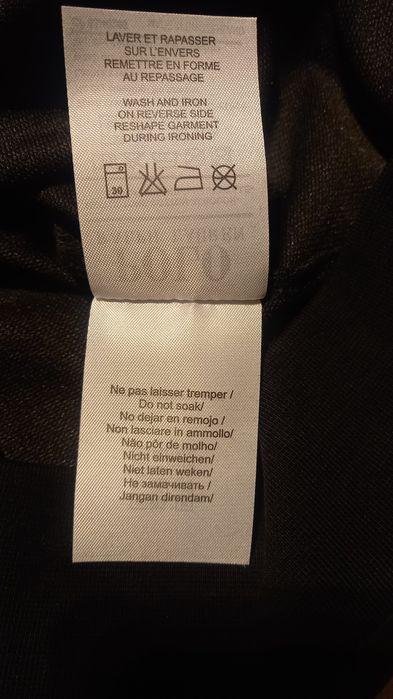 LAVER ET RAPASSER
SUR L'ENVERS
REMETTRE EN FORME
AU REPASSAGE
WASH AND IRON
ON REVERSE SIDE
RESHAPE GARMENT
DURING IRONING
30
Ne pas laisser tremper /
Do not soak/
No dejar en remojo /
Non lasciare in ammollo/
Não pôr de molho/
Nicht einweichen/
Niet laten weken/
Не замачивать /
Jangan direndam/